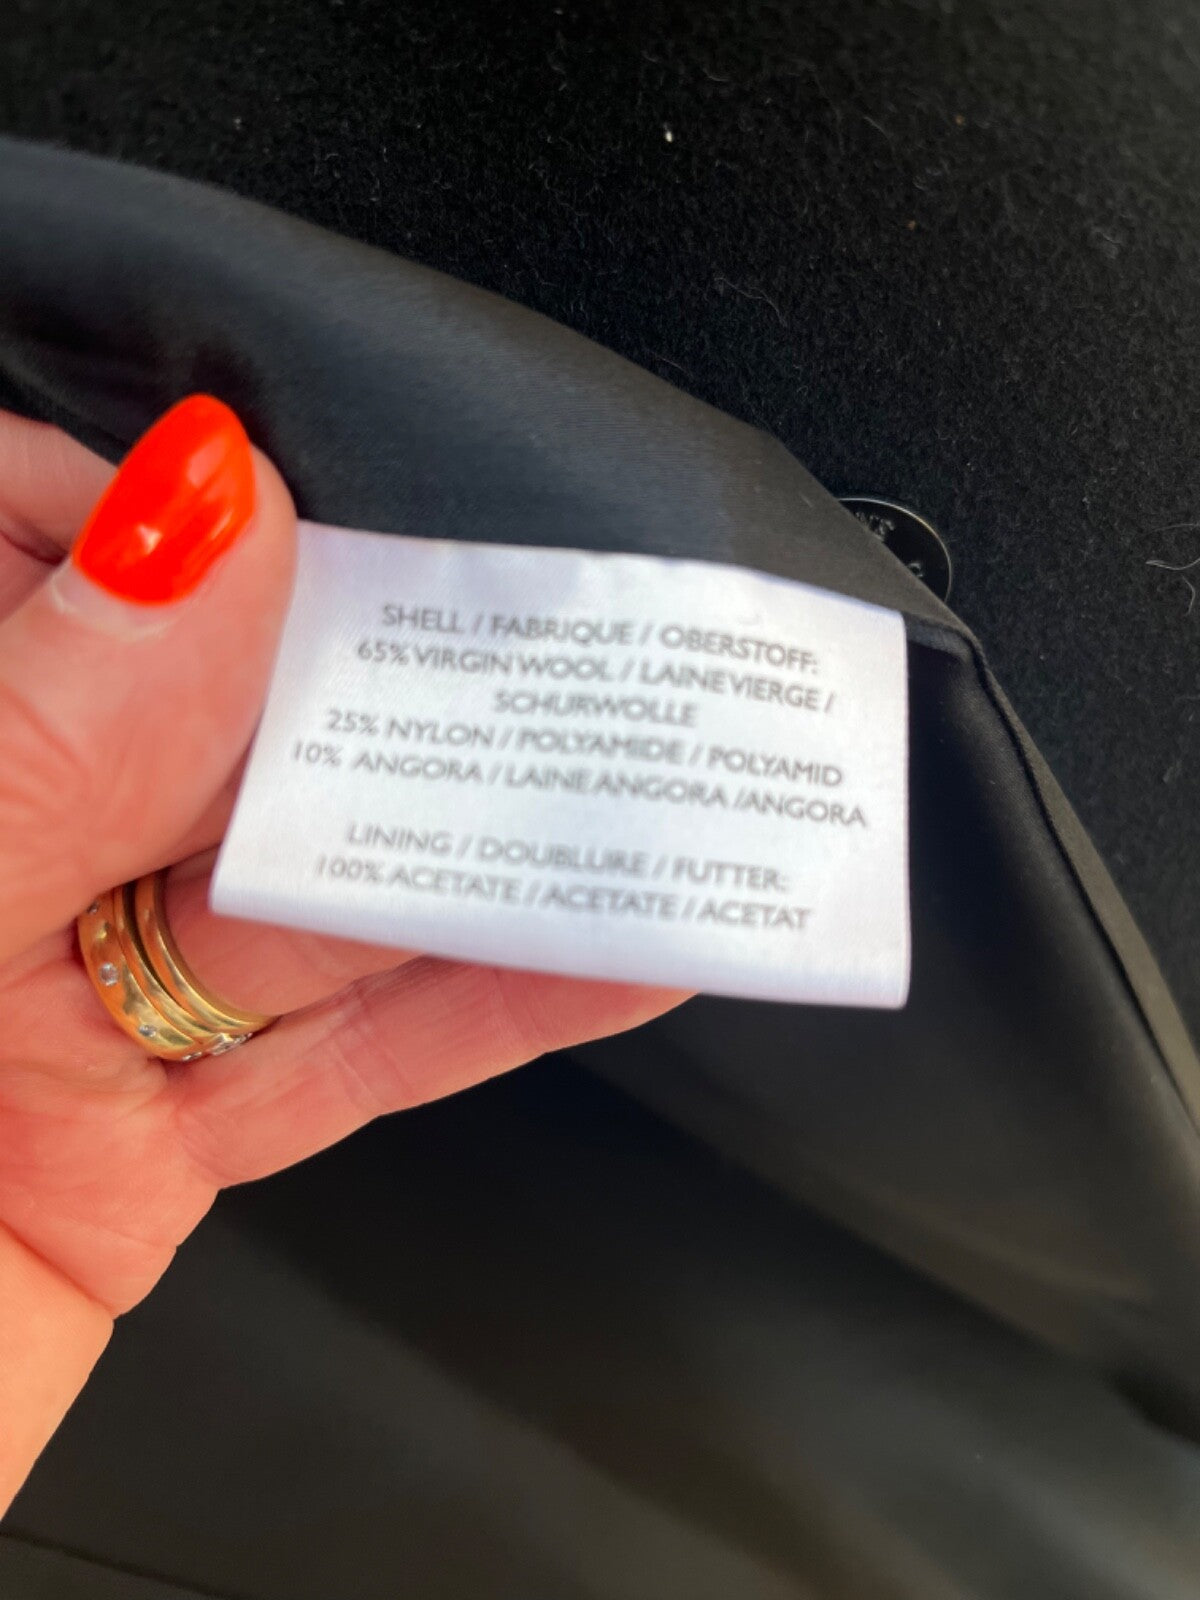 SHELL / FABRIQUE / OBERSTOFF:
65% VIRGIN WOOL / LAINE VIERGE /
SCHURWOLLE
25% NYLON / POLYAMIDE / POLYAMID
10% ANGORA / LAINE ANGORA /ANGORA
LINING / DOUBLURE / FUTTER:
100% ACETATE / ACETATE / ACETAT